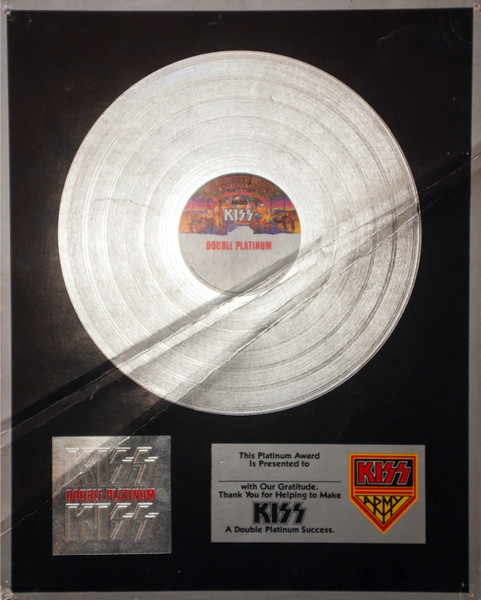 KISS
DOUBLE PLATINUM
KISS
DOUBLE PLATINUM
KISS
This Platinum Award
Is Presented to
with Our Gratitude.
Thank You for Helping to Make
KISS
A Double Platinum Success.
KISS
ARMY